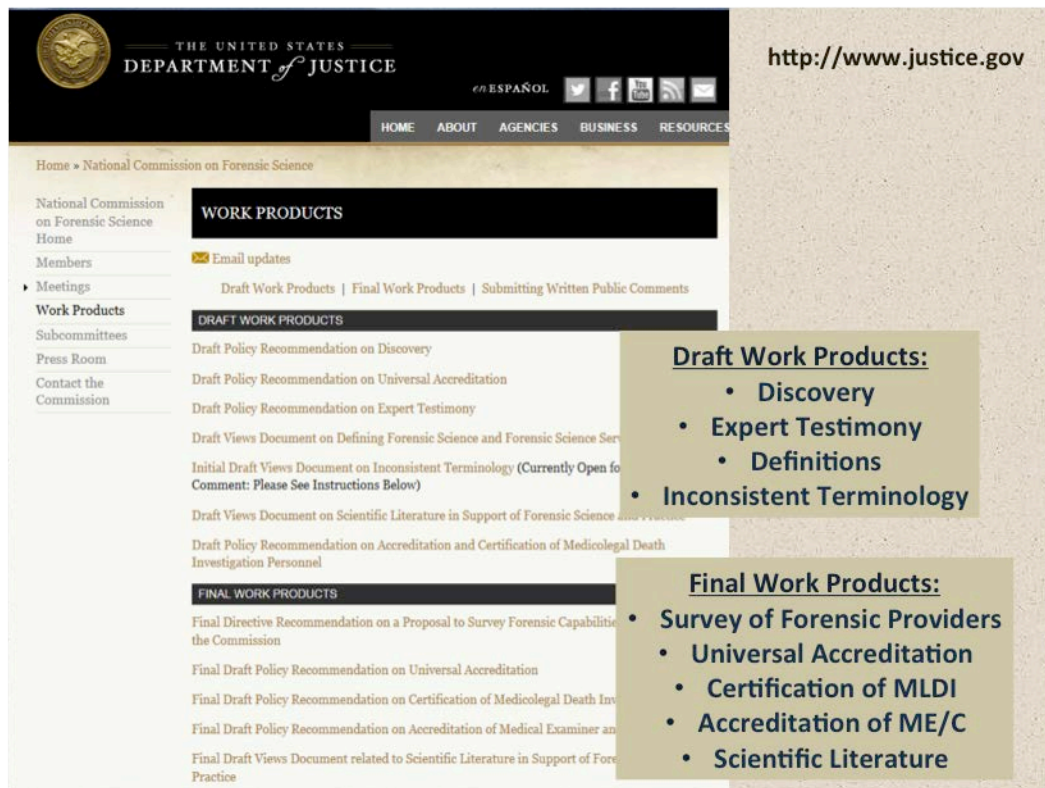 THE UNITED STATES
DEPARTMENT of JUSTICE
http://www.justice.gov
en ESPAÑOL
You
Tube
HOME ABOUT AGENCIES BUSINESS RESOURCES
Home » National Commission on Forensic Science
National Commission
on Forensic Science
Home
Members
Meetings
Work Products
Subcommittees
Press Room
Contact the
Commission
WORK PRODUCTS
Email updates
Draft Work Products | Final Work Products | Submitting Written Public Comments
DRAFT WORK PRODUCTS
Draft Policy Recommendation on Discovery
Draft Policy Recommendation on Universal Accreditation
Draft Policy Recommendation on Expert Testimony
Draft Views Document on Defining Forensic Science and Forensic Science
Initial Draft Views Document on Inconsistent Terminology (Currently Open
Comment: Please See Instructions Below)
Draft Views Document on Scientific Literature in Support of Forensic Science and Practice
Draft Policy Recommendation on Accreditation and Certification of Medicolegal Death
Investigation Personnel
FINAL WORK PRODUCTS
Final Directive Recommendation on a Proposal to Survey Forensic
the Commission
Final Draft Policy Recommendation on Universal Accreditation
Final Draft Policy Recommendation on Certification of Medicolegal Death
Final Draft Policy Recommendation on Accreditation of Medical Examiner
Final Draft Views Document related to Scientific Literature in Support of
Practice
Draft Work Products:
• Discovery
• Expert Testimony
• Definitions
• Inconsistent Terminology
Final Work Products:
• Survey of Forensic Providers
• Universal Accreditation
• Certification of MLDI
• Accreditation of ME/C
• Scientific Literature